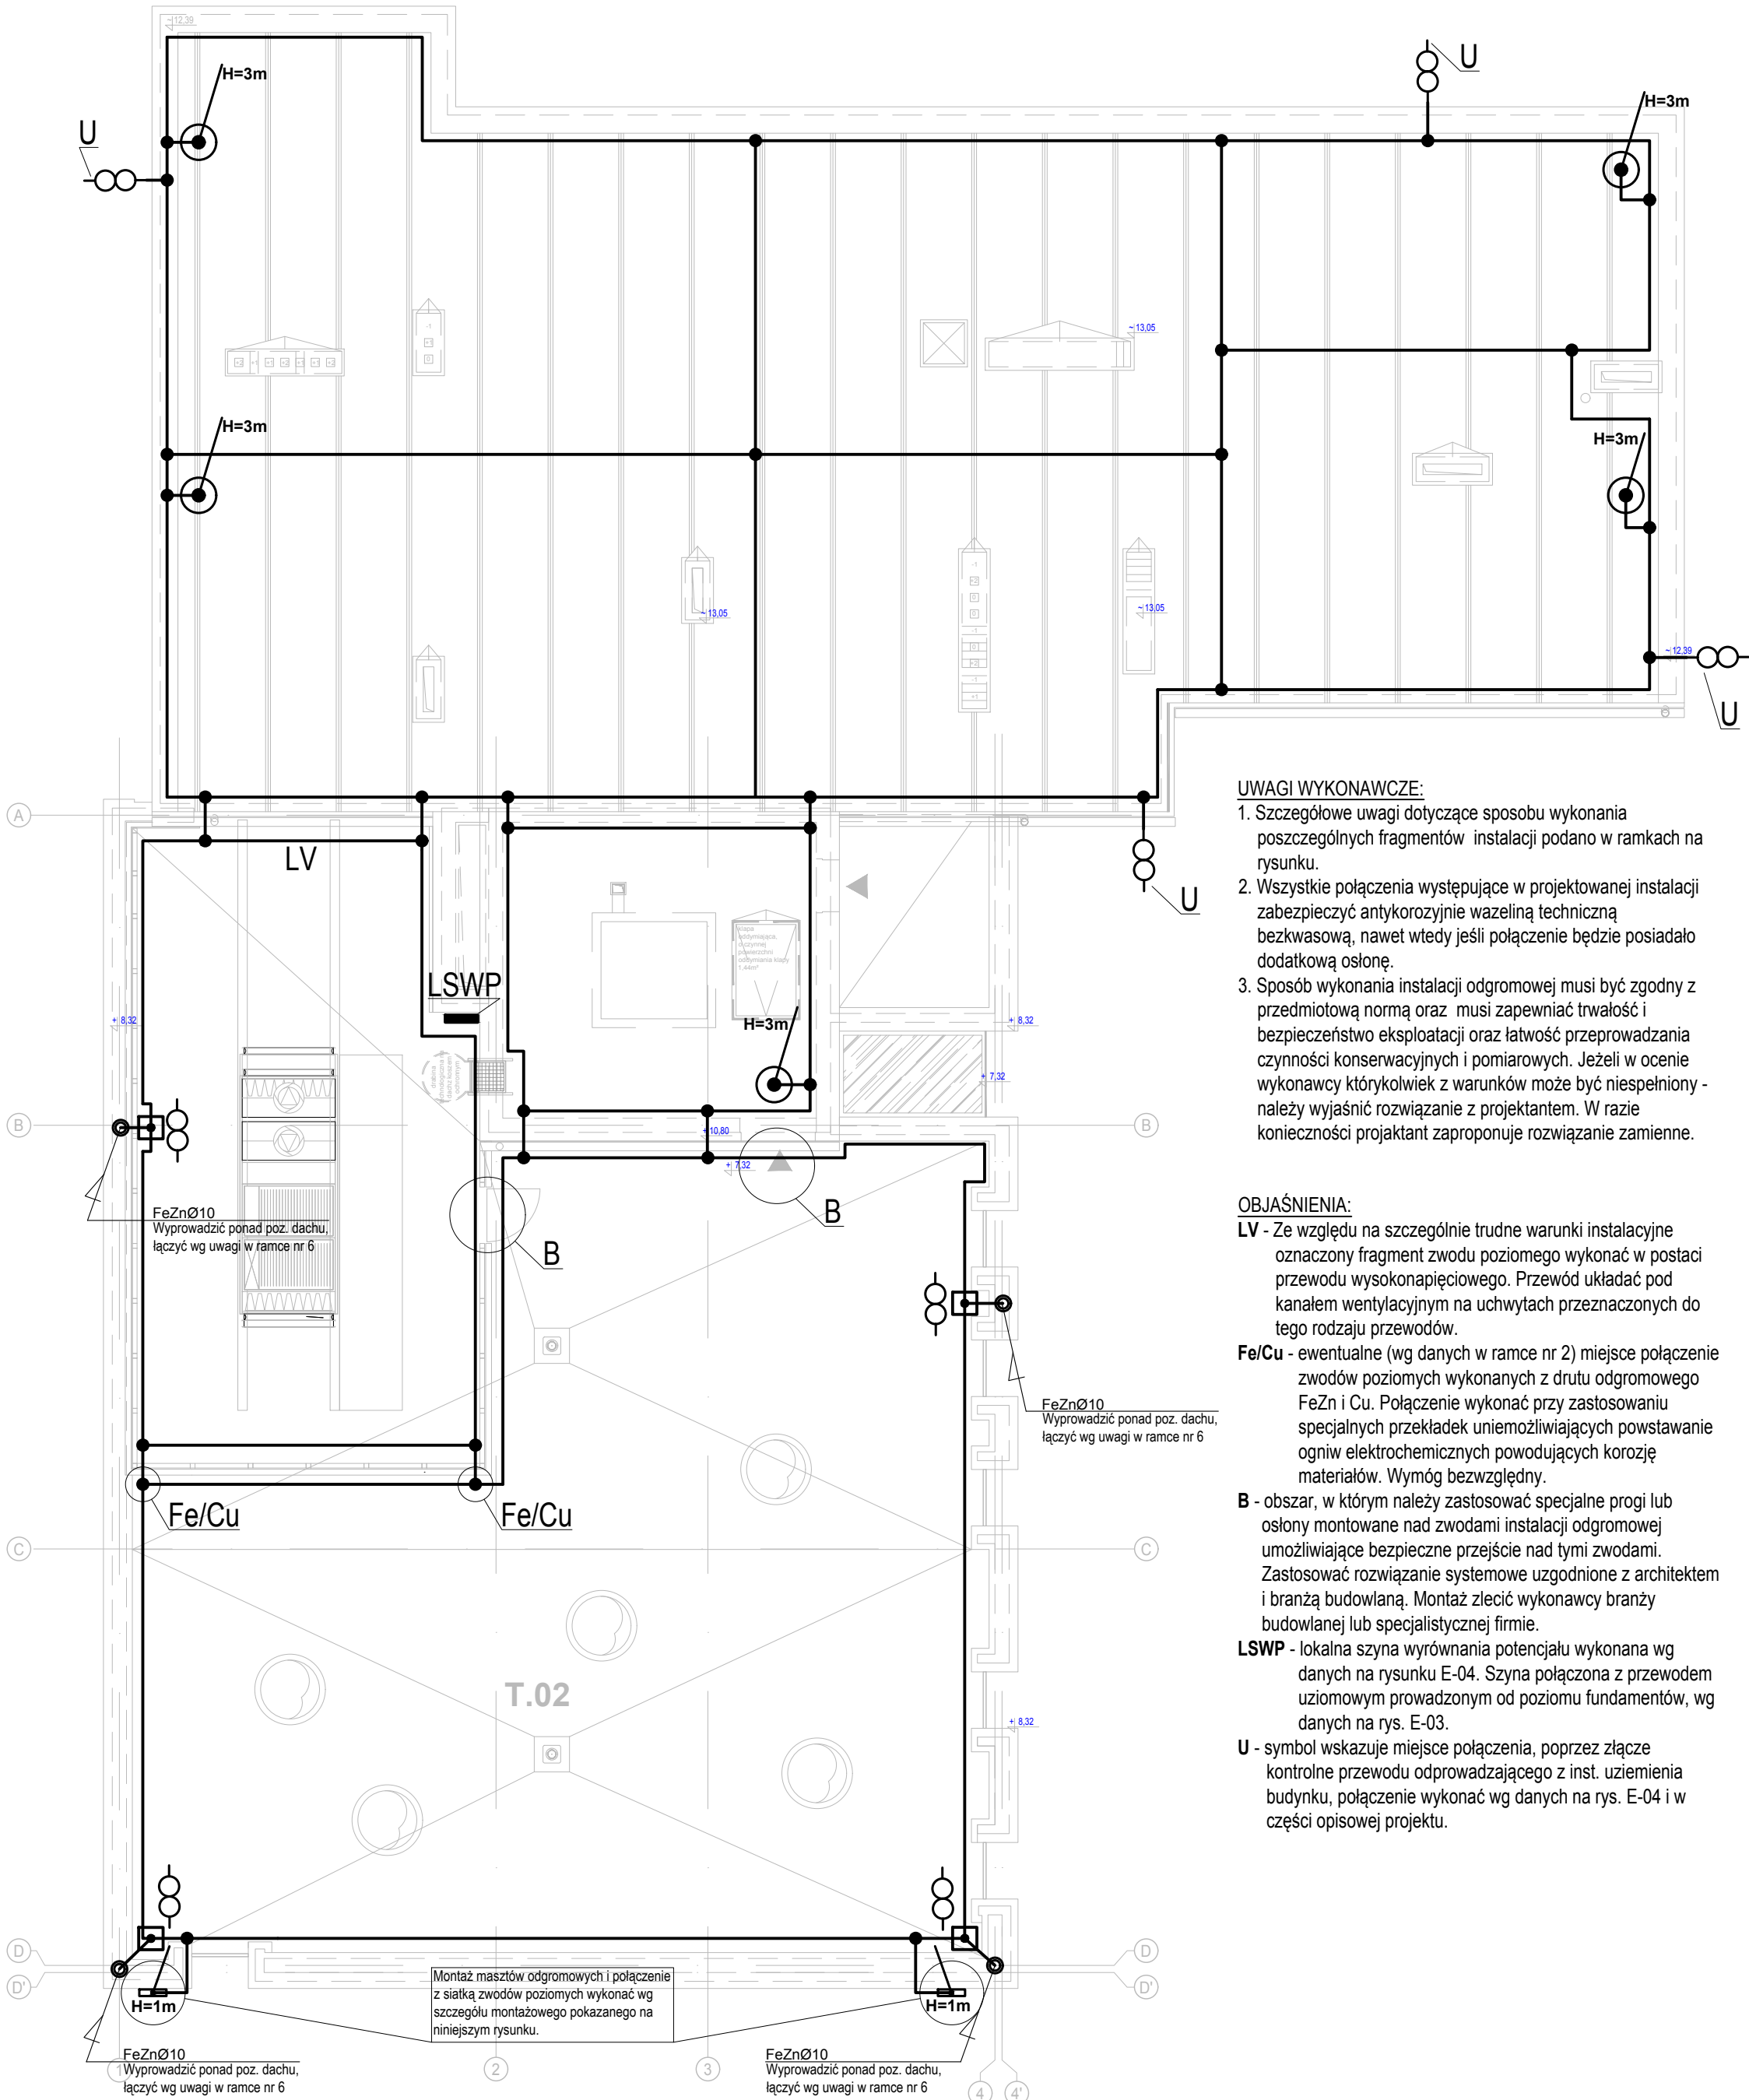 ~12,39
H=3m
U
U
H=3m
~ 13,05
H=3m
H=3m
~ 13,05
~ 13,05
~ 12,39
U
A
LV
U
klapa
oddymiająca,
o czynnej
powierzchni
oddymiania klapy
1,44m²
LSWP
H=3m
+ 8,32
+ 8,32
+ 7,32
B
B
+10,80
+ 7,32
B
B
FeZnØ10
Wyprowadzić ponad poz. dachu,
łączyć wg uwagi w ramce nr 6
FeZnØ10
Wyprowadzić ponad poz. dachu,
łączyć wg uwagi w ramce nr 6
Fe/Cu
Fe/Cu
C
C
T.02
+ 8,32
D
D
D'
D'
H=1m
H=1m
Montaż masztów odgromowych i połączenie
z siatką zwodów poziomych wykonać wg
szczegółu montażowego pokazanego na
niniejszym rysunku.
FeZnØ10
Wyprowadzić ponad poz. dachu,
łączyć wg uwagi w ramce nr 6
FeZnØ10
Wyprowadzić ponad poz. dachu,
łączyć wg uwagi w ramce nr 6
1
2
3
4
4'
UWAGI WYKONAWCZE:
1. Szczegółowe uwagi dotyczące sposobu wykonania
poszczególnych fragmentów instalacji podano w ramkach na
rysunku.
2. Wszystkie połączenia występujące w projektowanej instalacji
zabezpieczyć antykorozyjnie wazeliną techniczną
bezkwasową, nawet wtedy jeśli połączenie będzie posiadało
dodatkową osłonę.
3. Sposób wykonania instalacji odgromowej musi być zgodny z
przedmiotową normą oraz musi zapewniać trwałość i
bezpieczeństwo eksploatacji oraz łatwość przeprowadzania
czynności konserwacyjnych i pomiarowych. Jeżeli w ocenie
wykonawcy którykolwiek z warunków może być niespełniony -
należy wyjaśnić rozwiązanie z projektantem. W razie
konieczności projaktant zaproponuje rozwiązanie zamienne.
OBJAŚNIENIA:
LV - Ze względu na szczególnie trudne warunki instalacyjne
oznaczony fragment zwodu poziomego wykonać w postaci
przewodu wysokonapięciowego. Przewód układać pod
kanałem wentylacyjnym na uchwytach przeznaczonych do
tego rodzaju przewodów.
Fe/Cu - ewentualne (wg danych w ramce nr 2) miejsce połączenie
zwodów poziomych wykonanych z drutu odgromowego
FeZn i Cu. Połączenie wykonać przy zastosowaniu
specjalnych przekładek uniemożliwiających powstawanie
ogniw elektrochemicznych powodujących korozję
materiałów. Wymóg bezwzględny.
B - obszar, w którym należy zastosować specjalne progi lub
osłony montowane nad zwodami instalacji odgromowej
umożliwiające bezpieczne przejście nad tymi zwodami.
Zastosować rozwiązanie systemowe uzgodnione z architektem
i branżą budowlaną. Montaż zlecić wykonawcy branży
budowlanej lub specjalistycznej firmie.
LSWP - lokalna szyna wyrównania potencjału wykonana wg
danych na rysunku E-04. Szyna połączona z przewodem
uziomowym prowadzonym od poziomu fundamentów, wg
danych na rys. E-03.
U - symbol wskazuje miejsce połączenia, poprzez złącze
kontrolne przewodu odprowadzającego z inst. uziemienia
budynku, połączenie wykonać wg danych na rys. E-04 i w
części opisowej projektu.